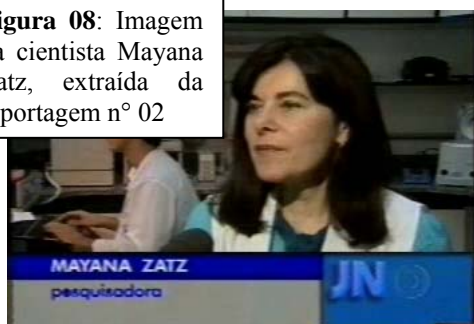 igura 08: Imagem
a cientista Mayana
atz, extraída da
portagem n° 02
MAYANA ZATZ
pesquisadora
JN